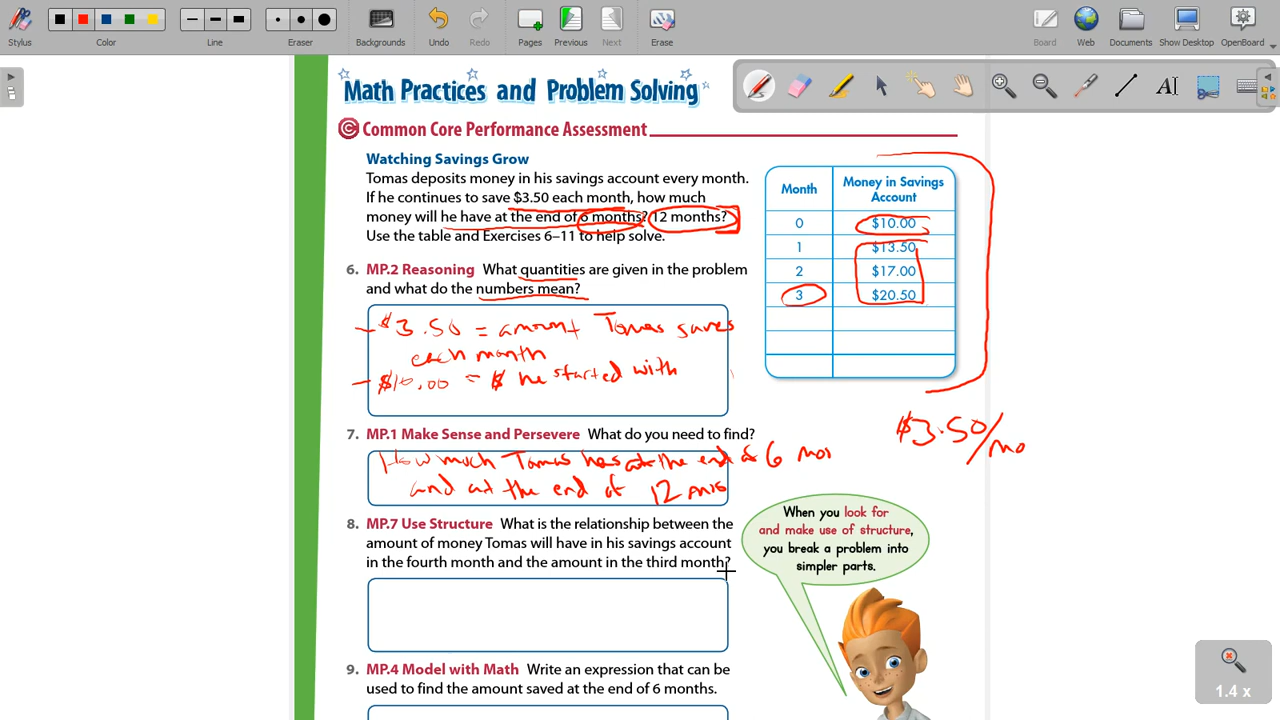 Stylus
Color
Line
Eraser
Backgrounds
Undo
Redo
Pages
Previous
Next
Erase
Board
Web
Documents
Show Desktop
OpenBoard
Math Practices and Problem Solving
Common Core Performance Assessment
Watching Savings Grow
Tomas deposits money in his savings account every month.
If he continues to save $3.50 each month, how much
money will he have at the end of 6 months? 12 months?
Use the table and Exercises 6–11 to help solve.
Month Money in Savings Account
0 $10.00
1 $13.50
2 $17.00
3 $20.50
6. MP.2 Reasoning What quantities are given in the problem
and what do the numbers mean?
- $3.50 = amount Tomas saves
each month
- $10.00 = $ he started with
$3.50/mo
7. MP.1 Make Sense and Persevere What do you need to find?
How much Tomas has at the end of 6 mos
and at the end of 12 mos
8. MP.7 Use Structure What is the relationship between the
amount of money Tomas will have in his savings account
in the fourth month and the amount in the third month?
When you look for
and make use of structure,
you break a problem into
simpler parts.
9. MP.4 Model with Math Write an expression that can be
used to find the amount saved at the end of 6 months.
1.4 x